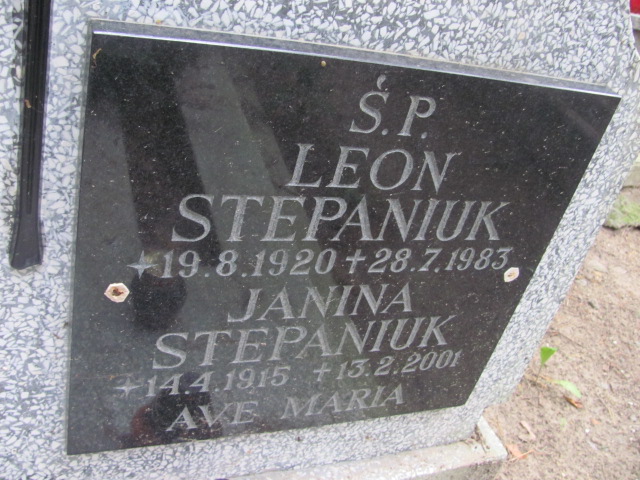 Ś.P.
LEON
STEPANIUK
✦19.8.1920 ✝28.7.1983
JANINA
STEPANIUK
✦14.4.1915 ✝13.2.2001
AVE MARIA